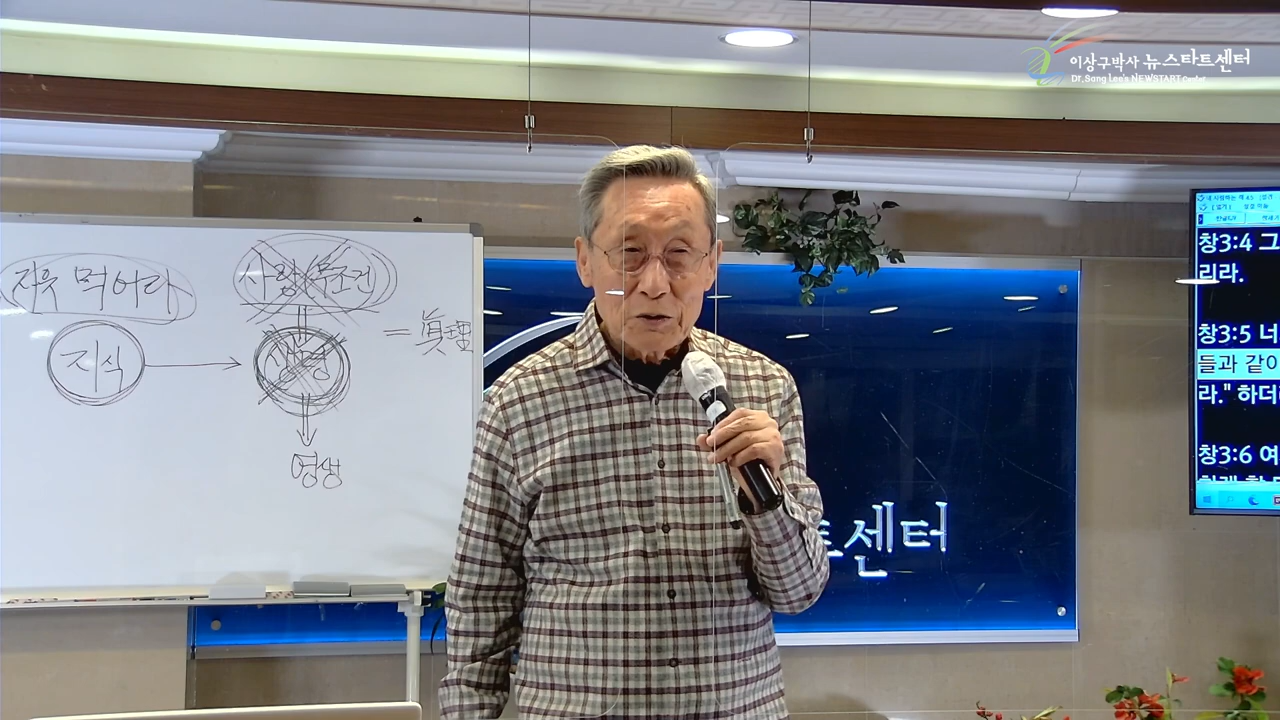 이상구박사 뉴스타트센터
Dr. Sang Lee's NEWSTART Center
자유 먹어라
사랑(무조건)
지식
생명
= 眞理
영생
트센터
창3:4 그
리라.
창3:5 너
들과 같이
라." 하더
창3:6 여